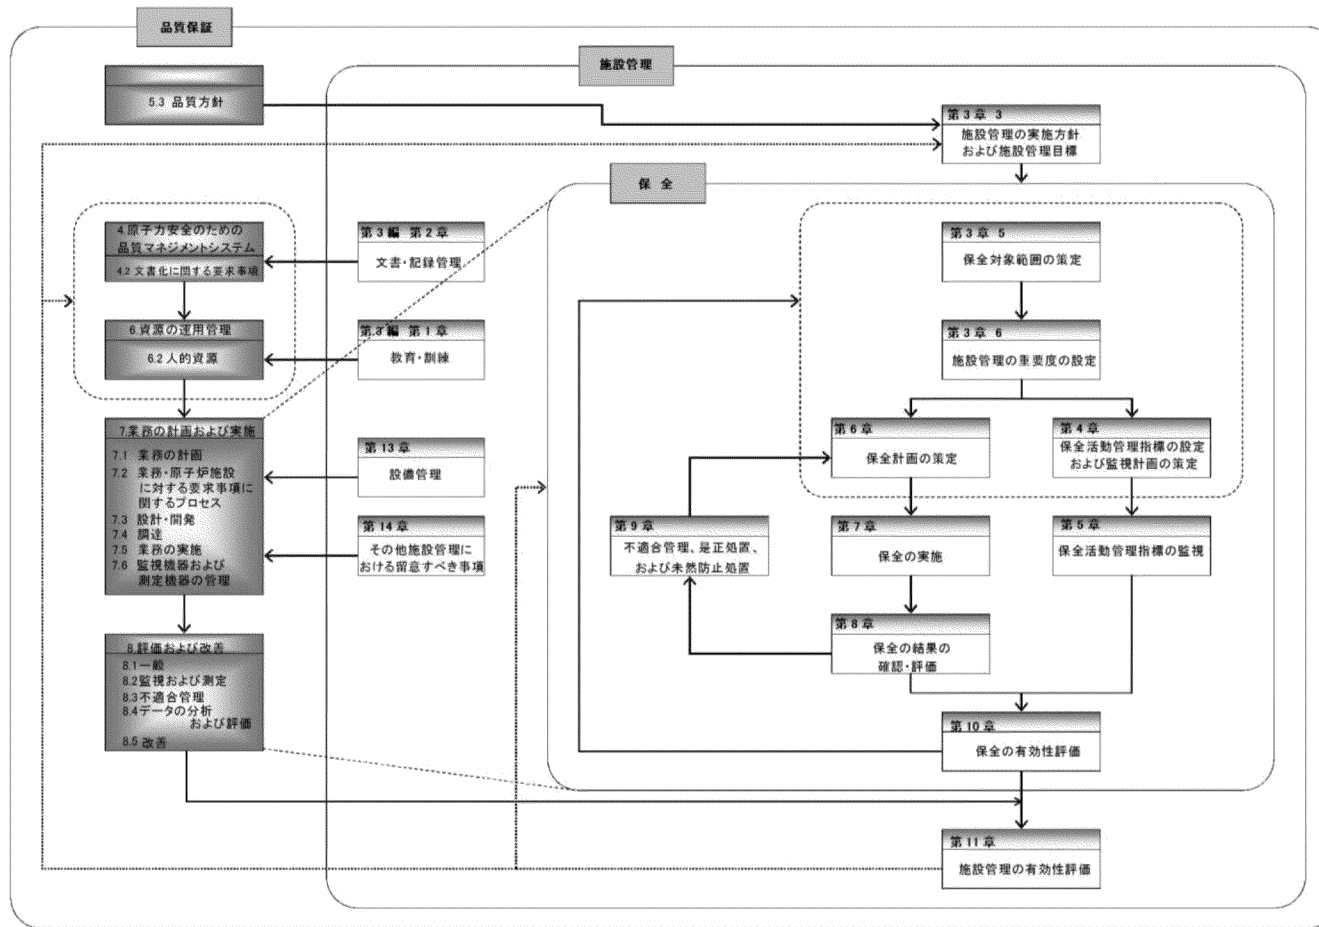 品質保証
施設管理
5.3 品質方針
第3章 3
施設管理の実施方針
および施設管理目標
保 全
4.原子力安全のための
品質マネジメントシステム
4.2 文書化に関する要求事項
第3編 第2章
文書・記録管理
第3章 5
保全対象範囲の策定
6.資源の運用管理
6.2 人的資源
第3編 第1章
教育・訓練
第3章 6
施設管理の重要度の設定
7.業務の計画および実施
7.1 業務の計画
7.2 業務・原子炉施設
に対する要求事項に
関するプロセス
7.3 設計・開発
7.4 調達
7.5 業務の実施
7.6 監視機器および
測定機器の管理
第13章
設備管理
第14章
その他施設管理に
おける留意すべき事項
第6章
保全計画の策定
第4章
保全活動管理指標の設定
および監視計画の策定
第9章
不適合管理、是正処置、
および未然防止処置
第7章
保全の実施
第5章
保全活動管理指標の監視
第8章
保全の結果の
確認・評価
8.評価および改善
8.1 一般
8.2 監視および測定
8.3 不適合管理
8.4 データの分析
および評価
8.5 改善
第10章
保全の有効性評価
第11章
施設管理の有効性評価